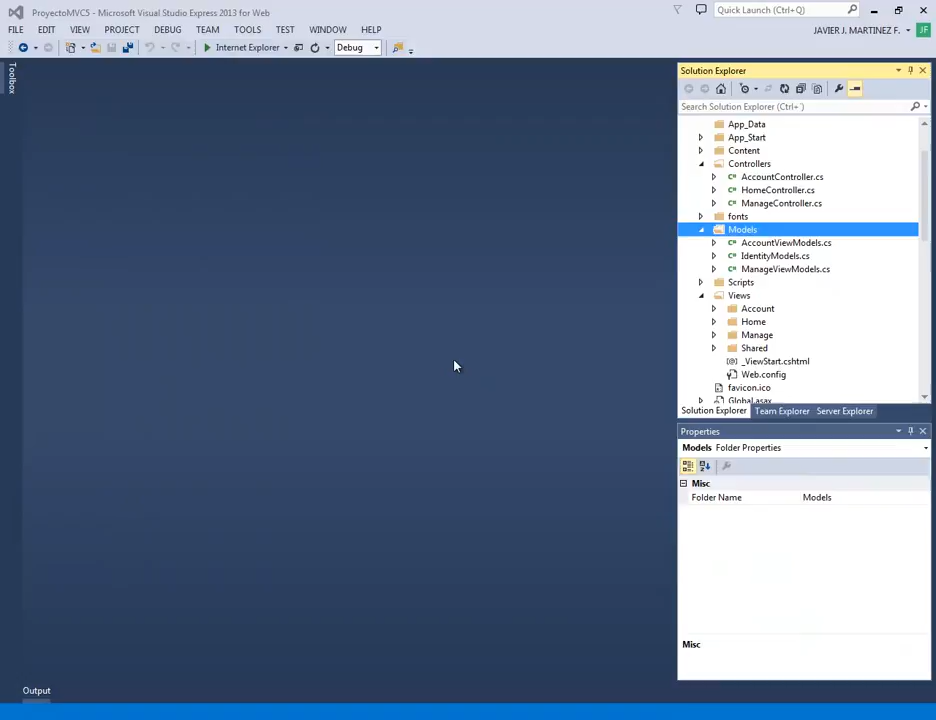 ProyectoMVC5 - Microsoft Visual Studio Express 2013 for Web
Quick Launch (Ctrl+Q)
FILE EDIT VIEW PROJECT DEBUG TEAM TOOLS TEST WINDOW HELP
JAVIER J. MARTINEZ F. JF
Internet Explorer Debug
Toolbox
Solution Explorer
Search Solution Explorer (Ctrl+´)
App_Data
App_Start
Content
Controllers
C# AccountController.cs
C# HomeController.cs
C# ManageController.cs
fonts
Models
C# AccountViewModels.cs
C# IdentityModels.cs
C# ManageViewModels.cs
Scripts
Views
Account
Home
Manage
Shared
[@] _ViewStart.cshtml
Web.config
favicon.ico
Global.asax
Solution Explorer Team Explorer Server Explorer
Properties
Models Folder Properties
Misc
Folder Name Models
Misc
Output